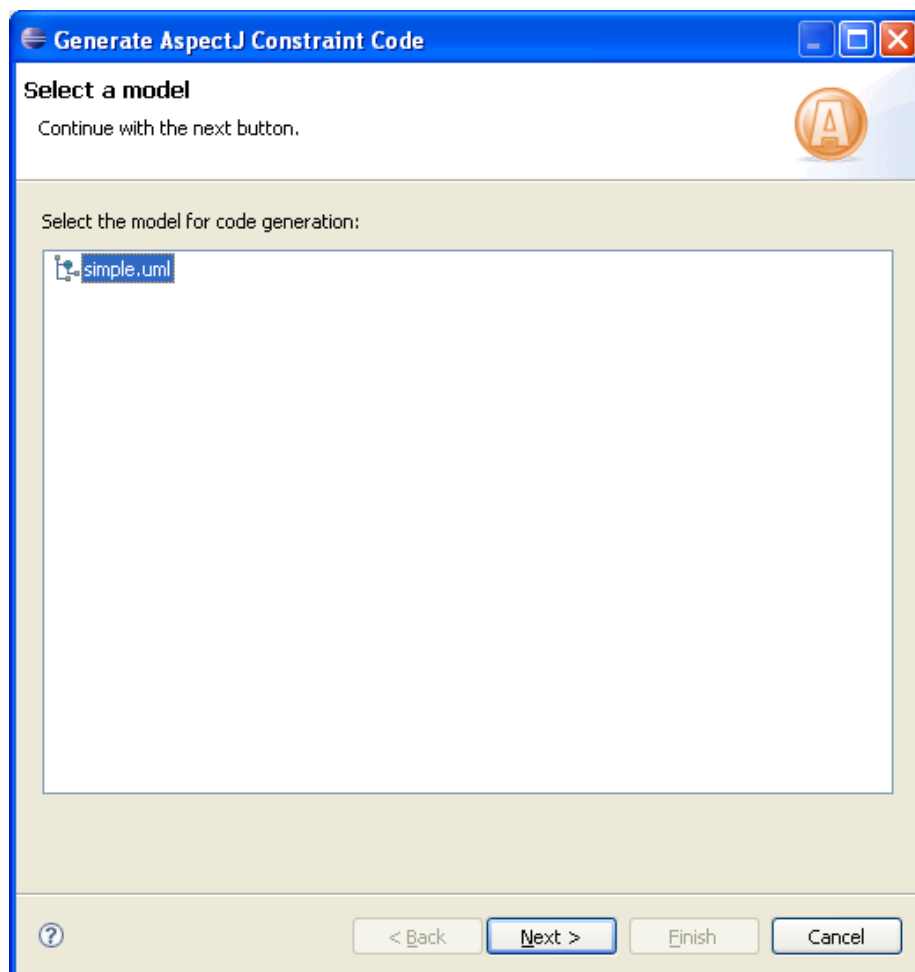 Generate AspectJ Constraint Code
Select a model
Continue with the next button.
A
Select the model for code generation:
simple.uml
? < Back Next > Finish Cancel